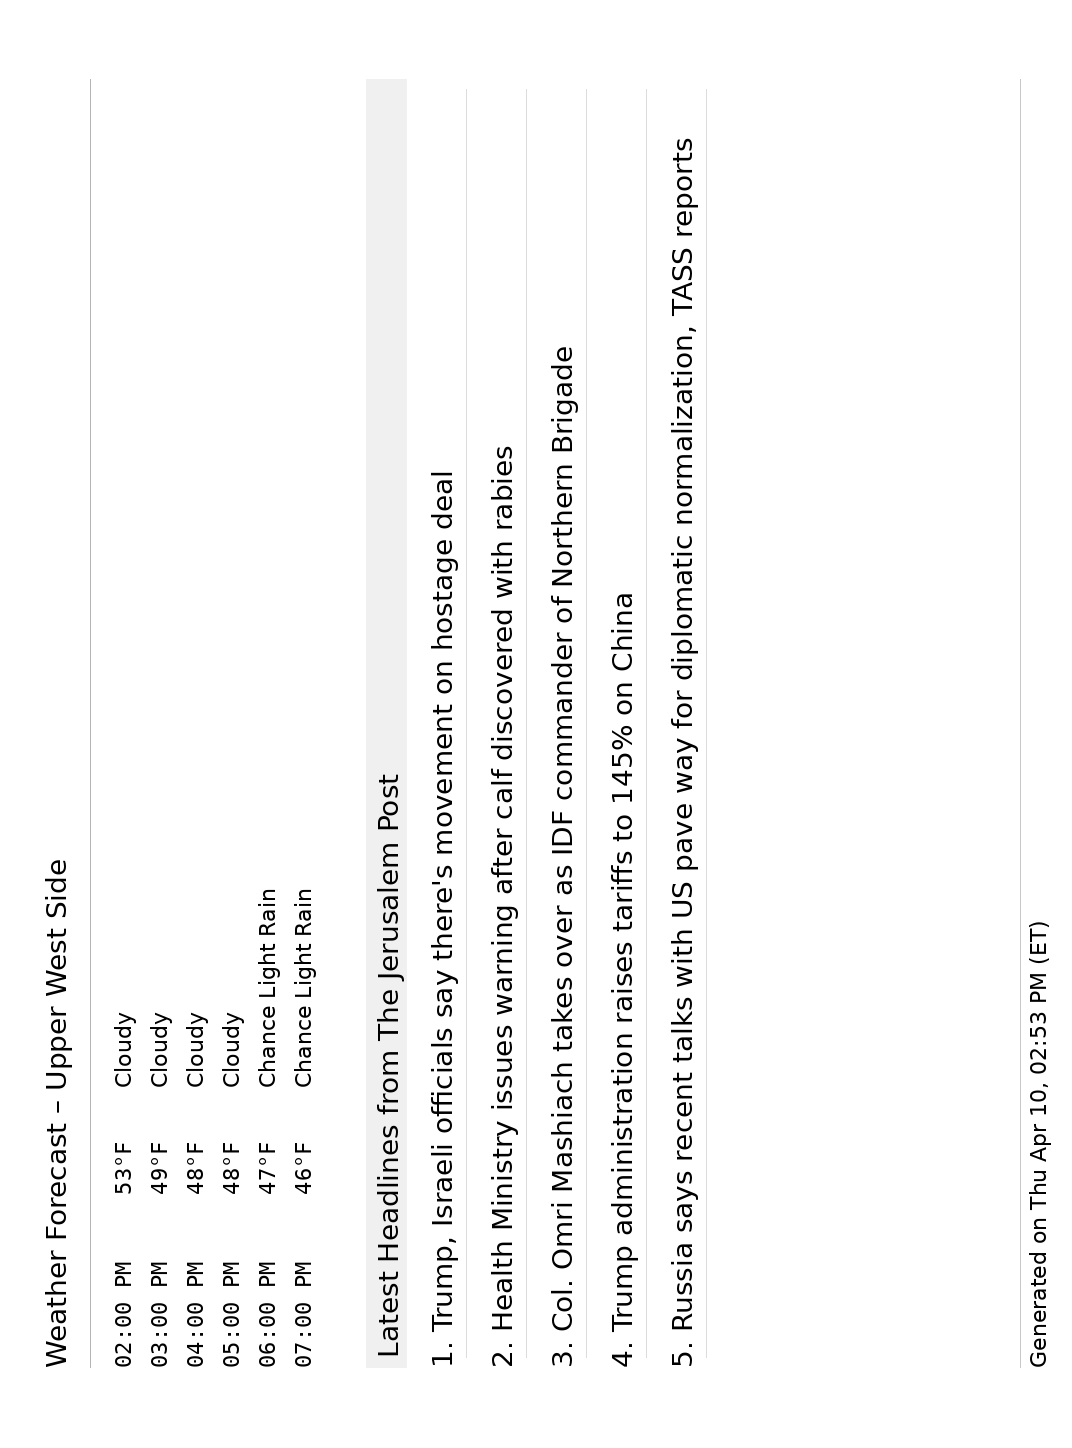 Weather Forecast – Upper West Side
02:00 PM 53°F Cloudy
03:00 PM 49°F Cloudy
04:00 PM 48°F Cloudy
05:00 PM 48°F Cloudy
06:00 PM 47°F Chance Light Rain
07:00 PM 46°F Chance Light Rain
Latest Headlines from The Jerusalem Post
1. Trump, Israeli officials say there's movement on hostage deal
2. Health Ministry issues warning after calf discovered with rabies
3. Col. Omri Mashiach takes over as IDF commander of Northern Brigade
4. Trump administration raises tariffs to 145% on China
5. Russia says recent talks with US pave way for diplomatic normalization, TASS reports
Generated on Thu Apr 10, 02:53 PM (ET)